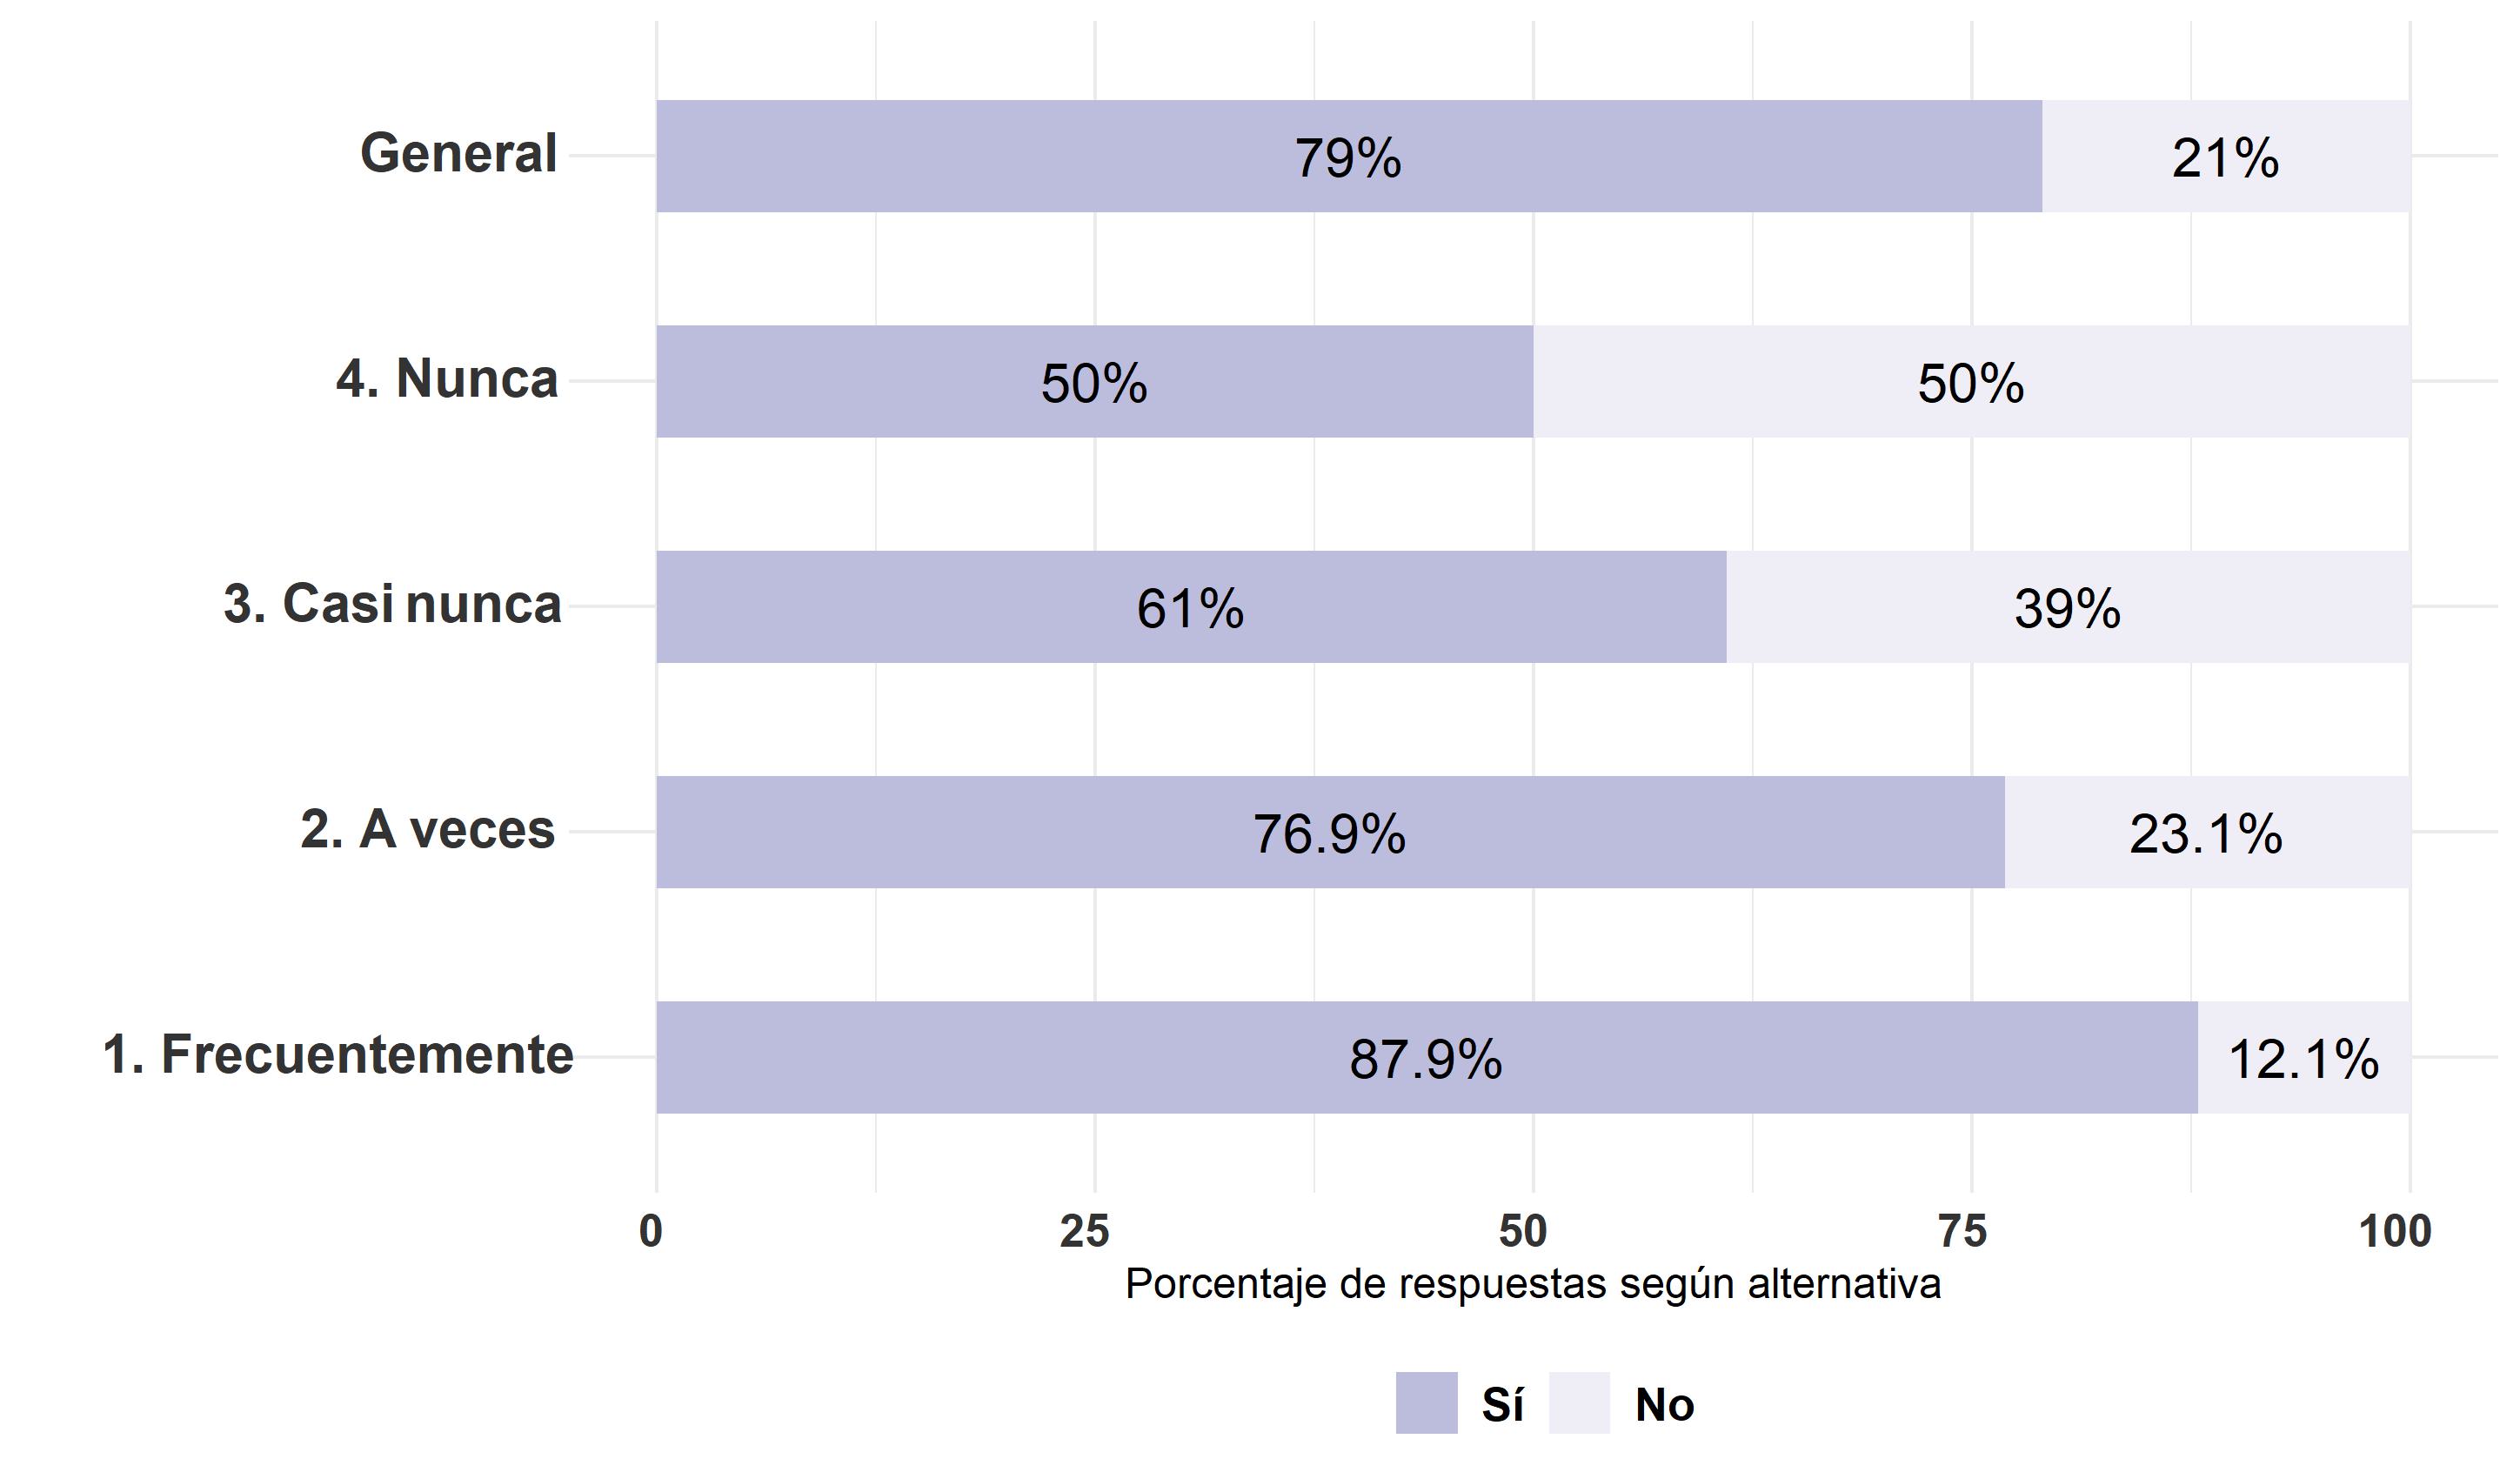 General 79% 21%
4. Nunca 50% 50%
3. Casi nunca 61% 39%
2. A veces 76.9% 23.1%
1. Frecuentemente 87.9% 12.1%
0 25 50 75 100
Porcentaje de respuestas según alternativa
Sí No